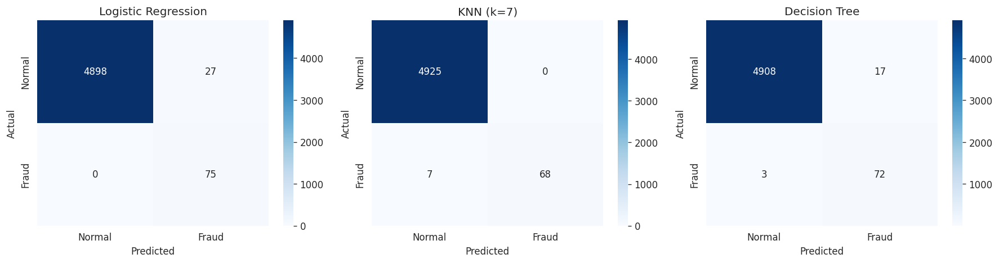 Logistic Regression
Actual
Normal
Fraud
4898
27
0
75
Normal
Fraud
Predicted
4000
3000
2000
1000
0
KNN (k=7)
Actual
Normal
Fraud
4925
0
7
68
Normal
Fraud
Predicted
4000
3000
2000
1000
0
Decision Tree
Actual
Normal
Fraud
4908
17
3
72
Normal
Fraud
Predicted
4000
3000
2000
1000